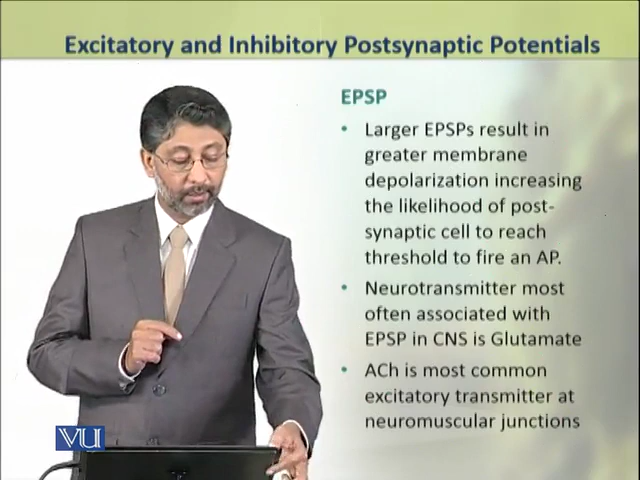 Excitatory and Inhibitory Postsynaptic Potentials
EPSP
• Larger EPSPs result in
greater membrane
depolarization increasing
the likelihood of post-
synaptic cell to reach
threshold to fire an AP.
• Neurotransmitter most
often associated with
EPSP in CNS is Glutamate
• ACh is most common
excitatory transmitter at
neuromuscular junctions
VU